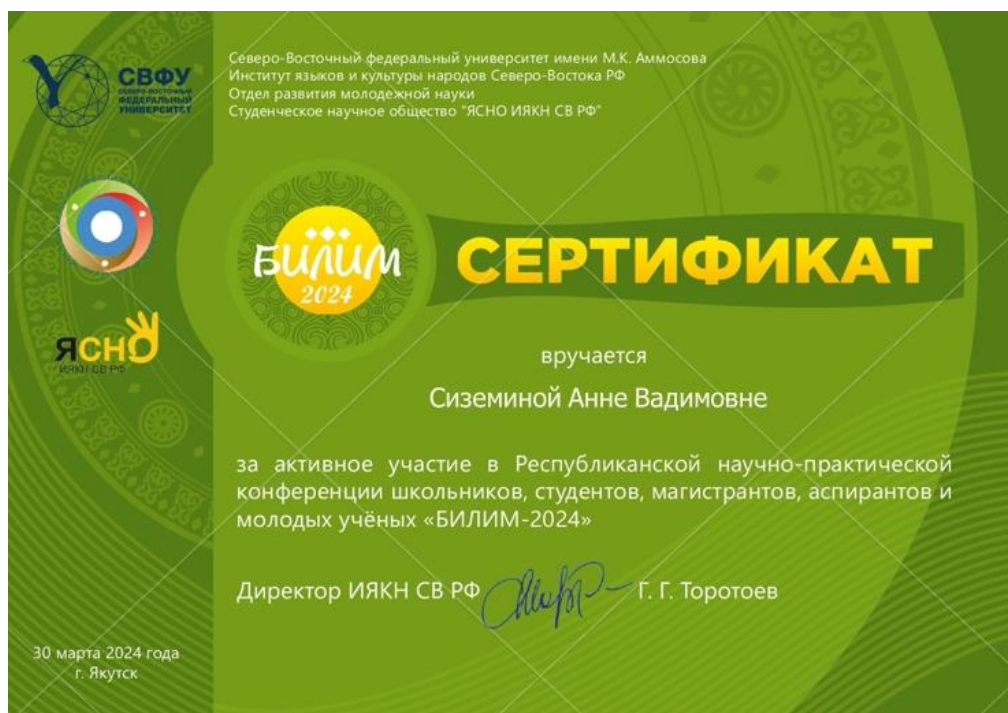 СВФУ
СЕВЕРО-ВОСТОЧНЫЙ
ФЕДЕРАЛЬНЫЙ
УНИВЕРСИТЕТ
Северо-Восточный федеральный университет имени М.К. Аммосова
Институт языков и культуры народов Северо-Востока РФ
Отдел развития молодежной науки
Студенческое научное общество "ЯСНО ИЯКН СВ РФ"
БИЛИМ
2024
СЕРТИФИКАТ
ЯСНО
ИЯКН СВ РФ
вручается
Сиземиной Анне Вадимовне
за активное участие в Республиканской научно-практической
конференции школьников, студентов, магистрантов, аспирантов и
молодых учёных «БИЛИМ-2024»
Директор ИЯКН СВ РФ Г. Г. Торотоев
30 марта 2024 года
г. Якутск